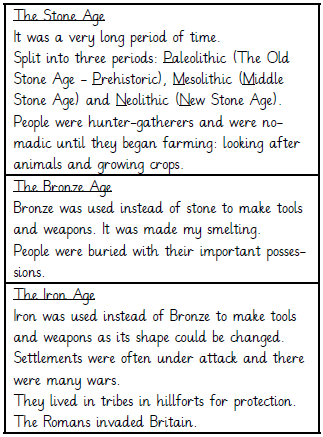 The Stone Age
It was a very long period of time.
Split into three periods: Paleolithic (The Old
Stone Age - Prehistoric), Mesolithic (Middle
Stone Age) and Neolithic (New Stone Age).
People were hunter-gatherers and were no-
madic until they began farming: looking after
animals and growing crops.
The Bronze Age
Bronze was used instead of stone to make tools
and weapons. It was made my smelting.
People were buried with their important posses-
sions.
The Iron Age
Iron was used instead of Bronze to make tools
and weapons as its shape could be changed.
Settlements were often under attack and there
were many wars.
They lived in tribes in hillforts for protection.
The Romans invaded Britain.